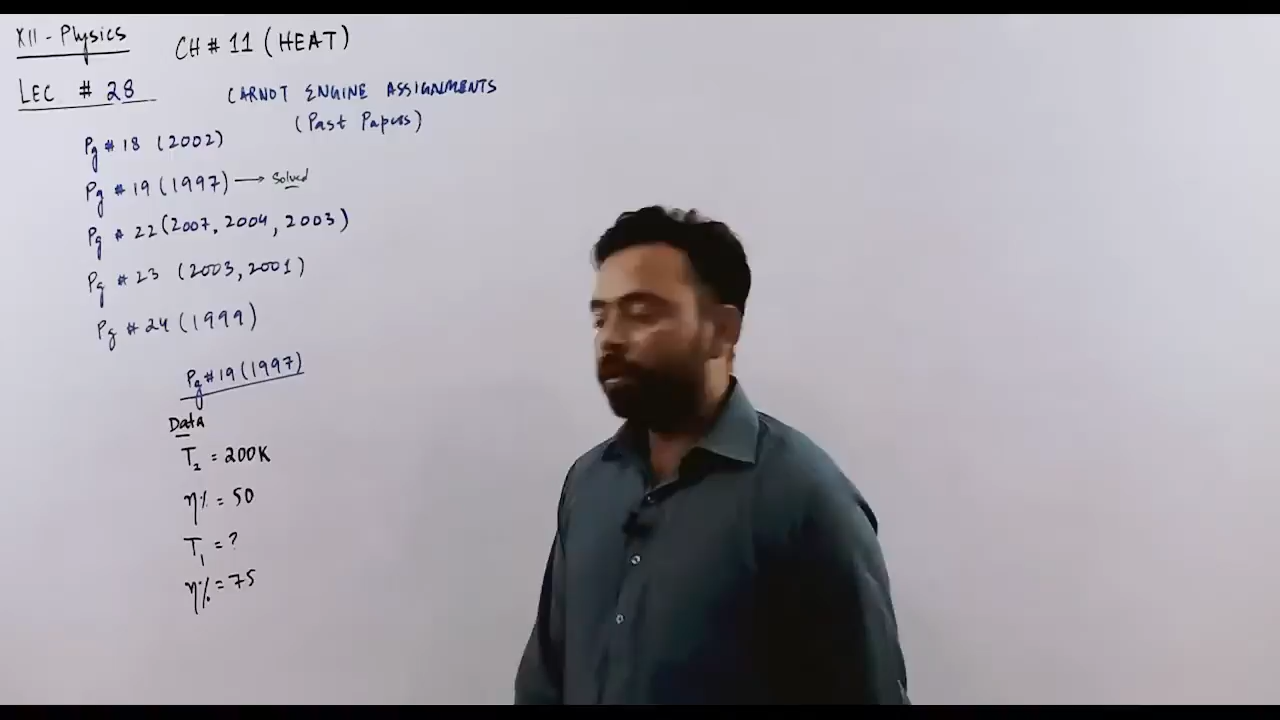 XII - Physics
CH # 11 (HEAT)
LEC # 28
CARNOT ENGINE ASSIGNMENTS
(Past Papers)
Pg # 18 (2002)
Pg # 19 (1997) → Solved
Pg # 22 (2007, 2004, 2003)
Pg # 23 (2003, 2001)
Pg # 24 (1999)
Pg # 19 (1997)
Data
T₂ = 200K
η% = 50
T₁ = ?
η% = 75